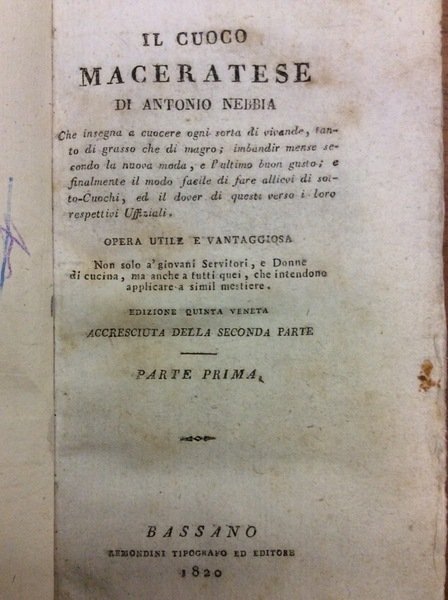 IL CUOCO
MACERATESE
DI ANTONIO NEBBIA
Che insegna a cuocere ogni sorta di vivande, tan-
to di grasso che di magro; imbandir mense se-
condo la nuova moda, e l'ultimo buon gusto; e
finalmente il modo facile di fare allievi di sot-
to-Cuochi, ed il dover di questi verso i loro
respettivi Uffiziali.
OPERA UTILE E VANTAGGIOSA
Non solo a' giovani Servitori, e Donne
di cucina, ma anche a tutti quei, che intendono
applicare a simil mestiere.
EDIZIONE QUINTA VENETA
ACCRESCIUTA DELLA SECONDA PARTE
PARTE PRIMA.
BASSANO
REMONDINI TIPOGRAFO ED EDITORE
1820